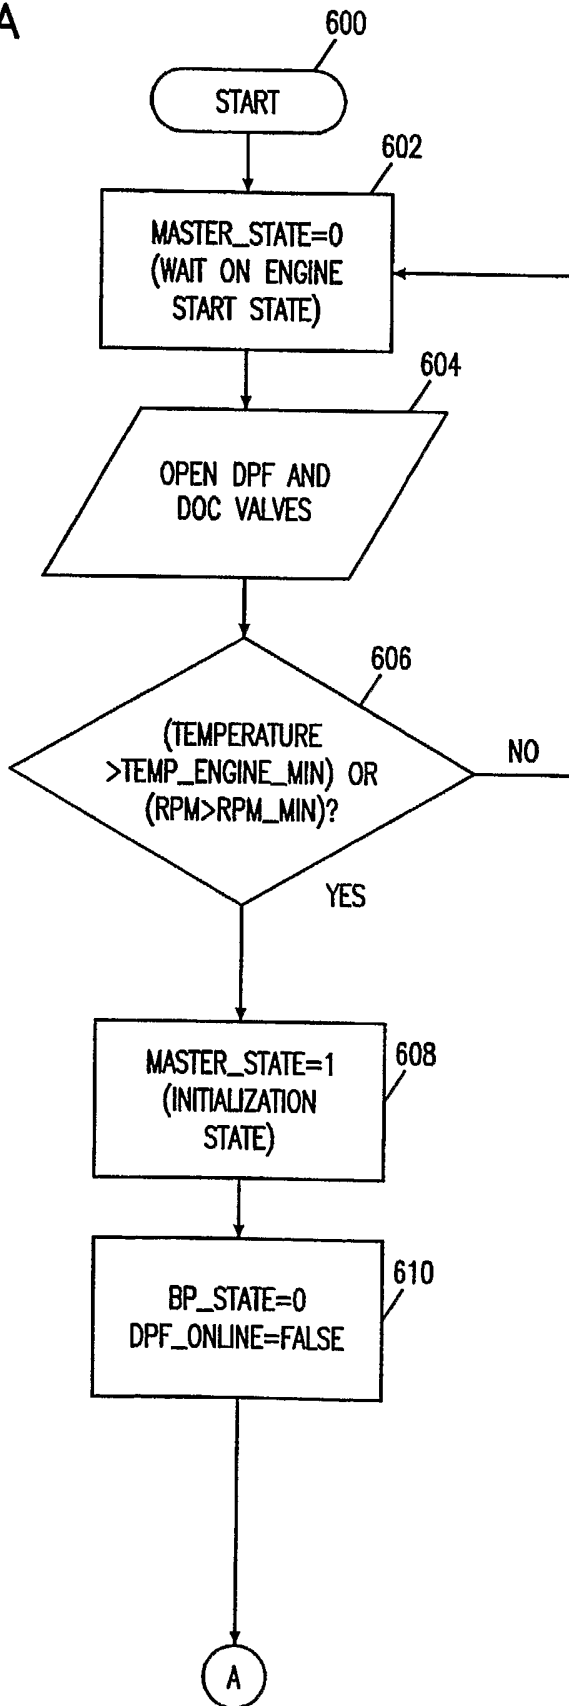 A
600
START
602
MASTER_STATE=0
(WAIT ON ENGINE
START STATE)
604
OPEN DPF AND
DOC VALVES
606
(TEMPERATURE
>TEMP_ENGINE_MIN) OR
(RPM>RPM_MIN)?
NO
YES
MASTER_STATE=1
(INITIALIZATION
STATE)
608
BP_STATE=0
DPF_ONLINE=FALSE
610
A